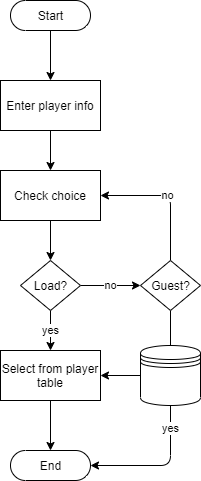 Start
Enter player info
Check choice
no
Load?
no
Guest?
yes
Select from player
table
yes
End